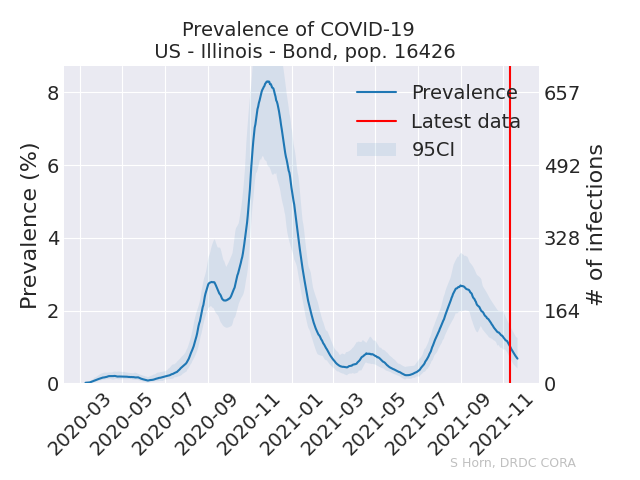 Prevalence of COVID-19
US - Illinois - Bond, pop. 16426
Prevalence
Latest data
95CI
Prevalence (%)
8
6
4
2
0
657
492
328
164
0
# of infections
2020-03
2020-05
2020-07
2020-09
2020-11
2021-01
2021-03
2021-05
2021-07
2021-09
2021-11
S Horn, DRDC CORA